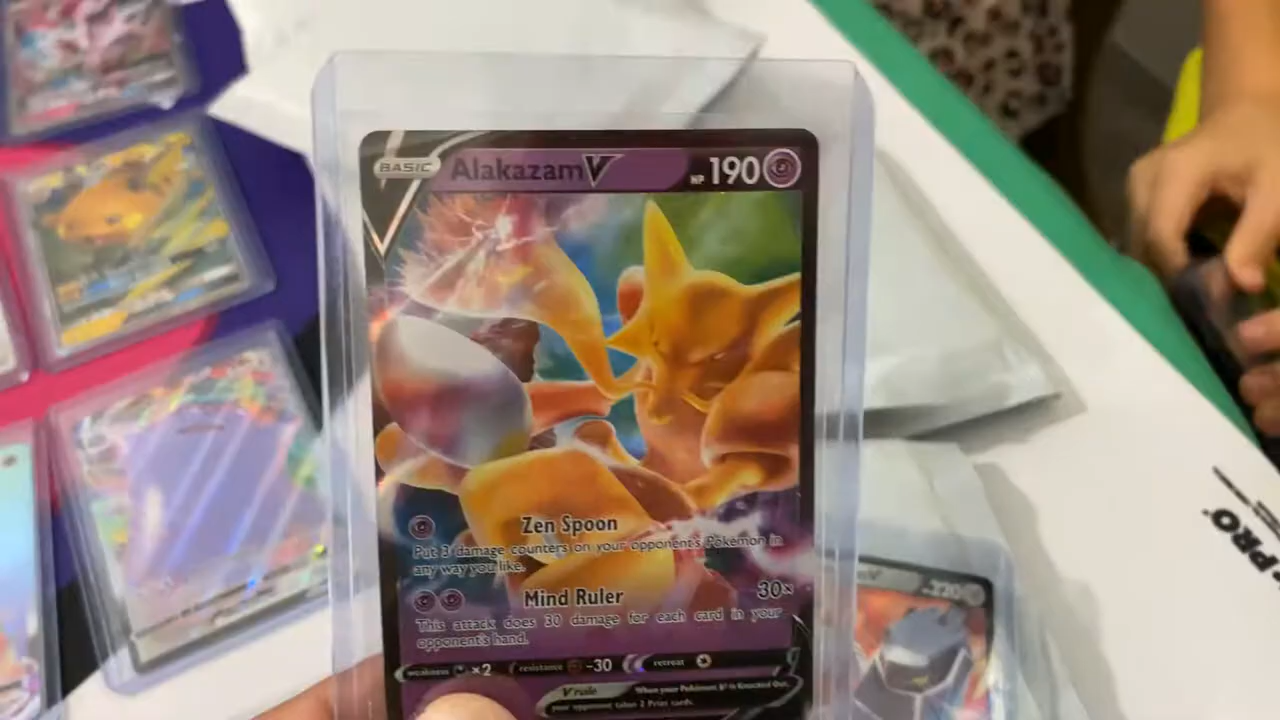 BASIC Alakazam V HP 190
Zen Spoon
Put 3 damage counters on your opponent's Pokémon in
any way you like.
Mind Ruler 30×
This attack does 30 damage for each card in your
opponent's hand.
weakness ×2 resistance -30 retreat
V rule When your Pokémon V is Knocked Out,
your opponent takes 2 Prize cards.
V 220
PRO